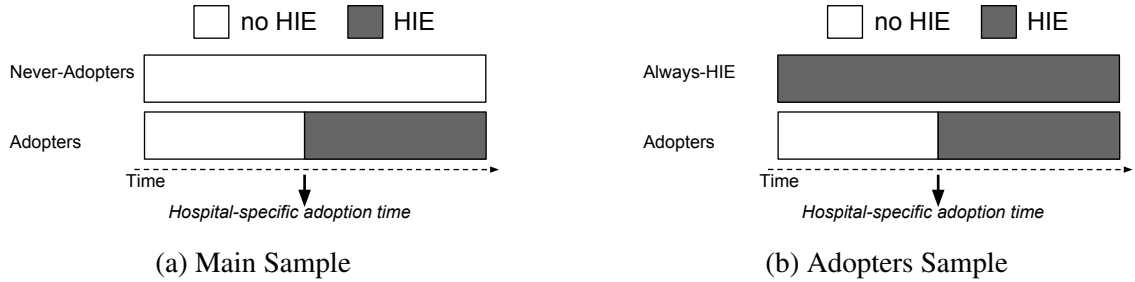 no HIE HIE
Never-Adopters
Adopters
Time
Hospital-specific adoption time
(a) Main Sample
no HIE HIE
Always-HIE
Adopters
Time
Hospital-specific adoption time
(b) Adopters Sample